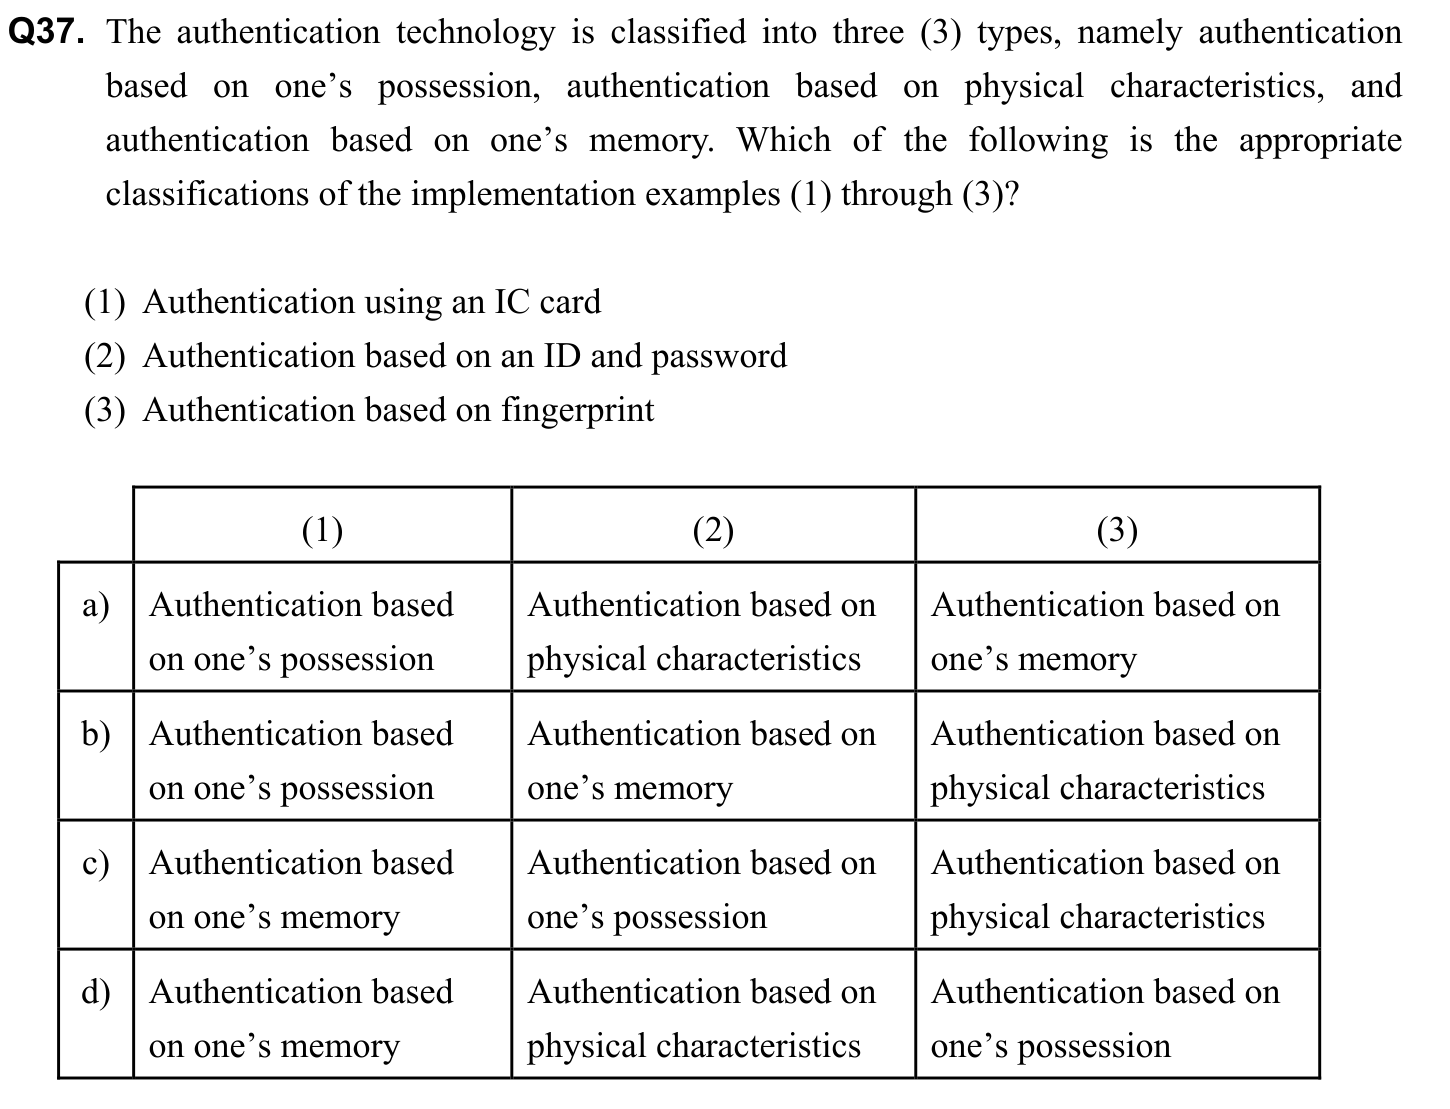 Q37. The authentication technology is classified into three (3) types, namely authentication
based on one’s possession, authentication based on physical characteristics, and
authentication based on one’s memory. Which of the following is the appropriate
classifications of the implementation examples (1) through (3)?
(1) Authentication using an IC card
(2) Authentication based on an ID and password
(3) Authentication based on fingerprint
(1) (2) (3)
a) Authentication based Authentication based on Authentication based on
on one’s possession physical characteristics one’s memory
b) Authentication based Authentication based on Authentication based on
on one’s possession one’s memory physical characteristics
c) Authentication based Authentication based on Authentication based on
on one’s memory one’s possession physical characteristics
d) Authentication based Authentication based on Authentication based on
on one’s memory physical characteristics one’s possession